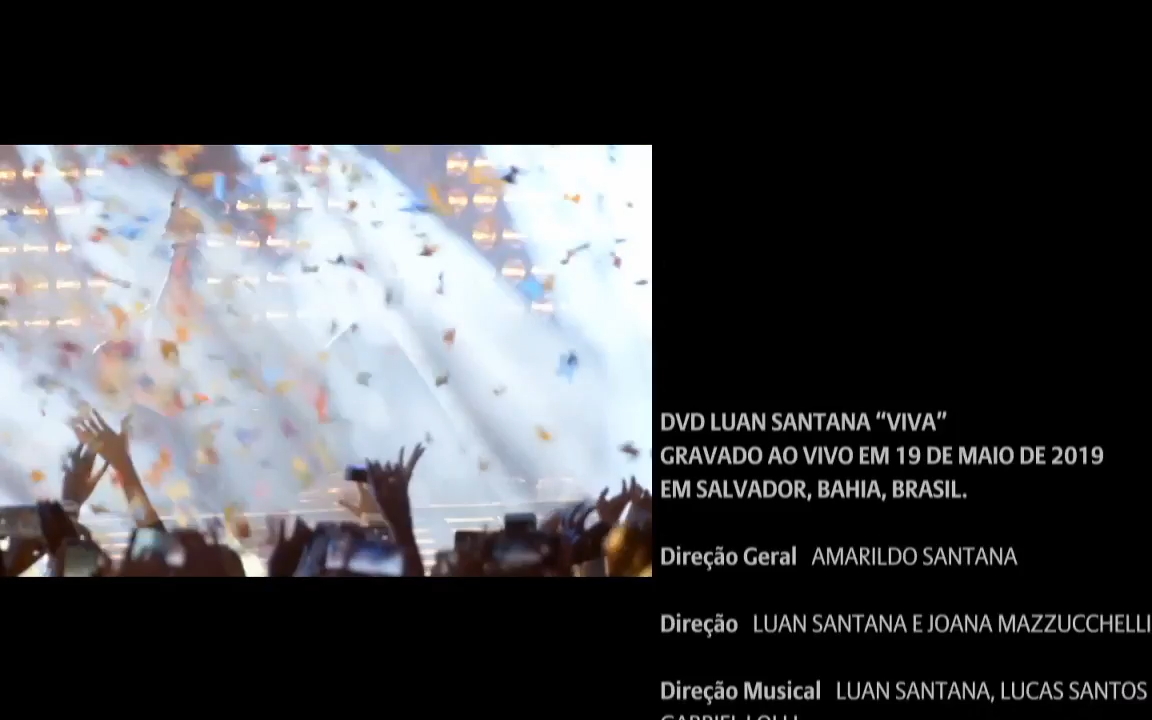 DVD LUAN SANTANA “VIVA”
GRAVADO AO VIVO EM 19 DE MAIO DE 2019
EM SALVADOR, BAHIA, BRASIL.
Direção Geral AMARILDO SANTANA
Direção LUAN SANTANA E JOANA MAZZUCCHELLI
Direção Musical LUAN SANTANA, LUCAS SANTOS